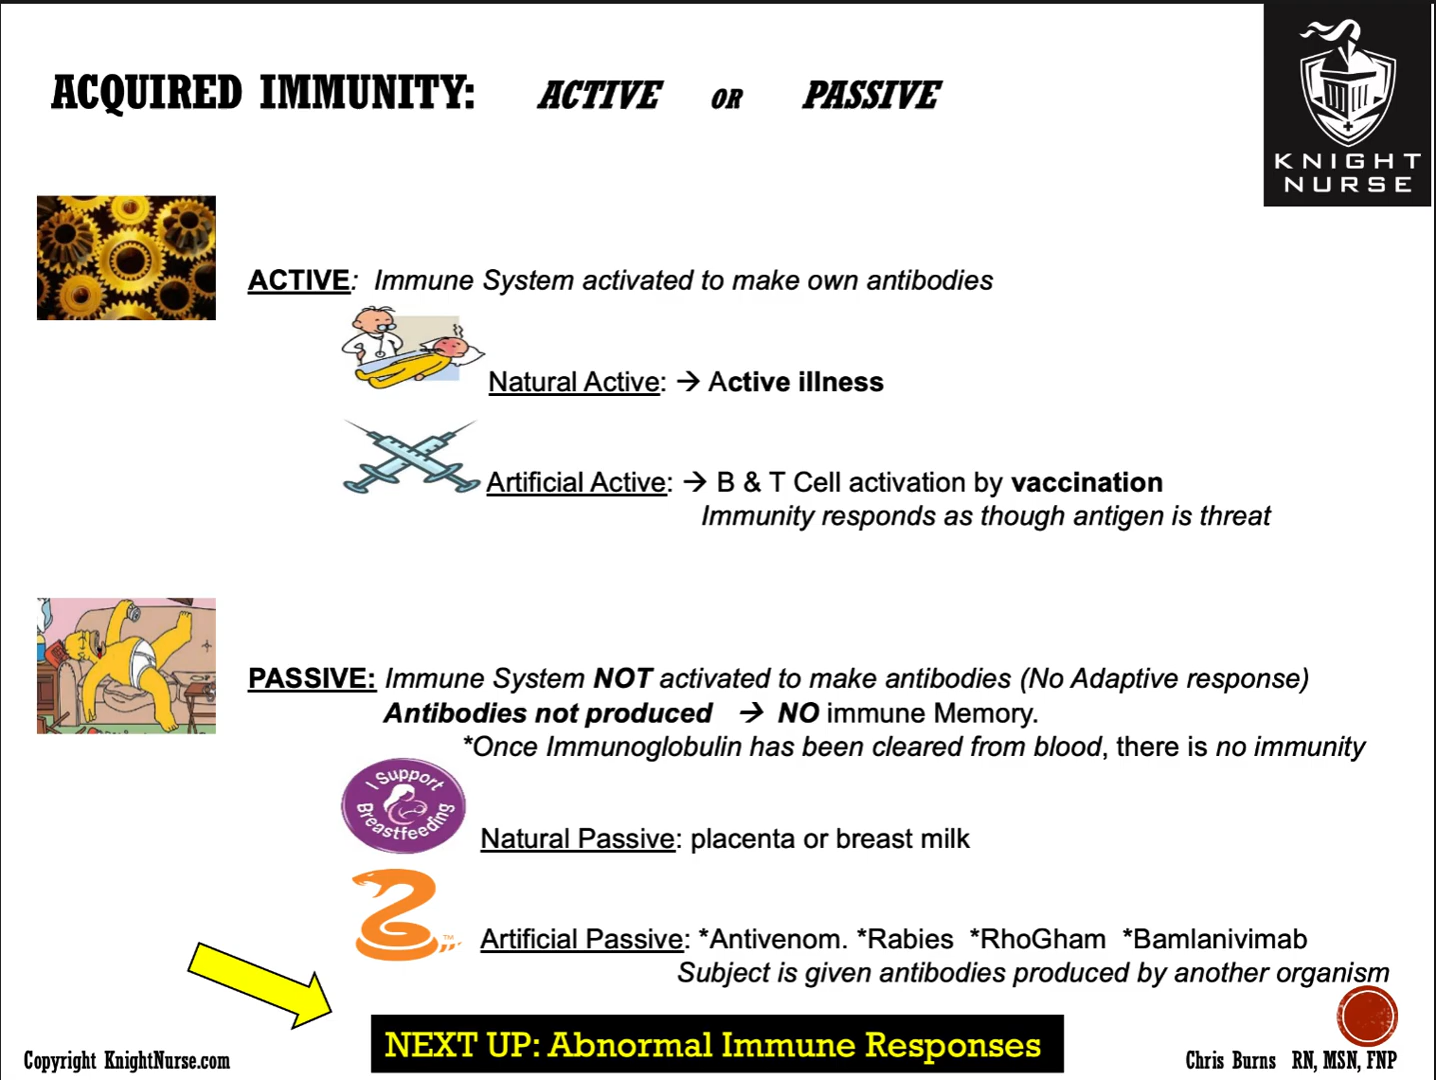 ACQUIRED IMMUNITY: ACTIVE OR PASSIVE
KNIGHT
NURSE
ACTIVE: Immune System activated to make own antibodies
Natural Active: → Active illness
Artificial Active: → B & T Cell activation by vaccination
Immunity responds as though antigen is threat
PASSIVE: Immune System NOT activated to make antibodies (No Adaptive response)
Antibodies not produced → NO immune Memory.
*Once Immunoglobulin has been cleared from blood, there is no immunity
I Support
Breastfeeding
Natural Passive: placenta or breast milk
TM
Artificial Passive: *Antivenom. *Rabies *RhoGham *Bamlanivimab
Subject is given antibodies produced by another organism
NEXT UP: Abnormal Immune Responses
Copyright KnightNurse.com
Chris Burns RN, MSN, FNP